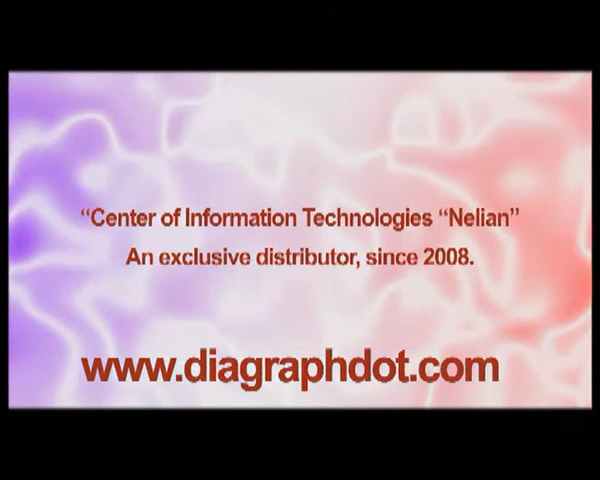 “Center of Information Technologies “Nelian”
An exclusive distributor, since 2008.
www.diagraphdot.com